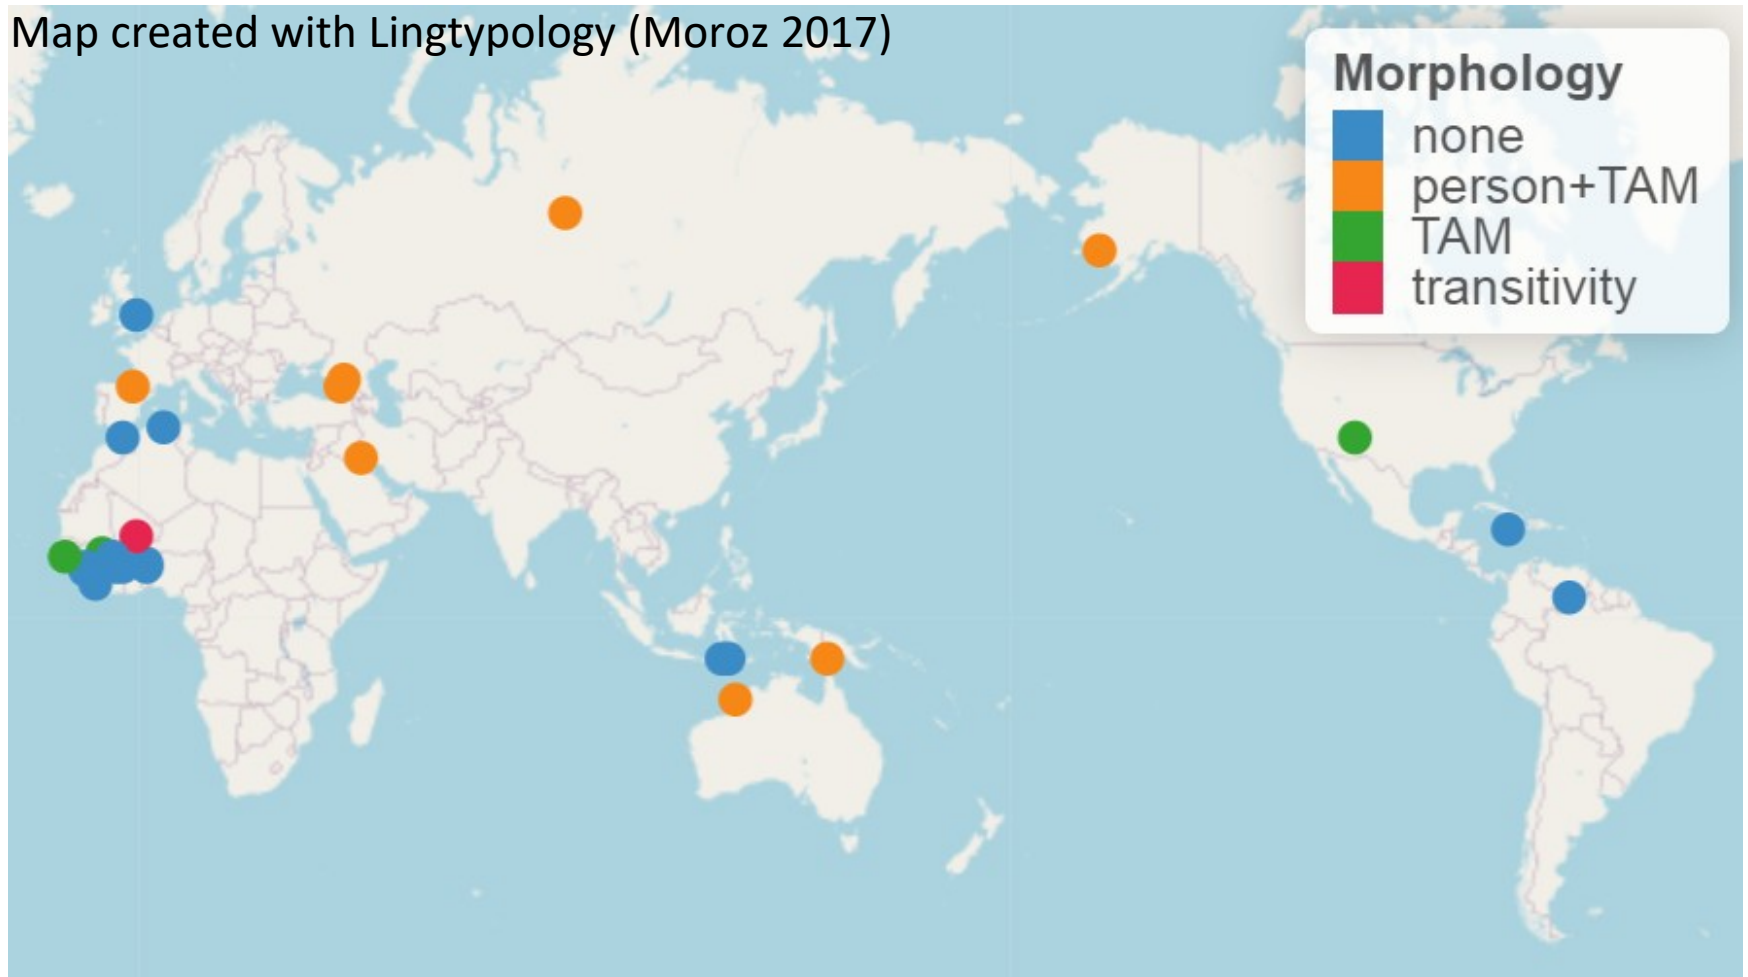 Map created with Lingtypology (Moroz 2017)
Morphology
none
person+TAM
TAM
transitivity